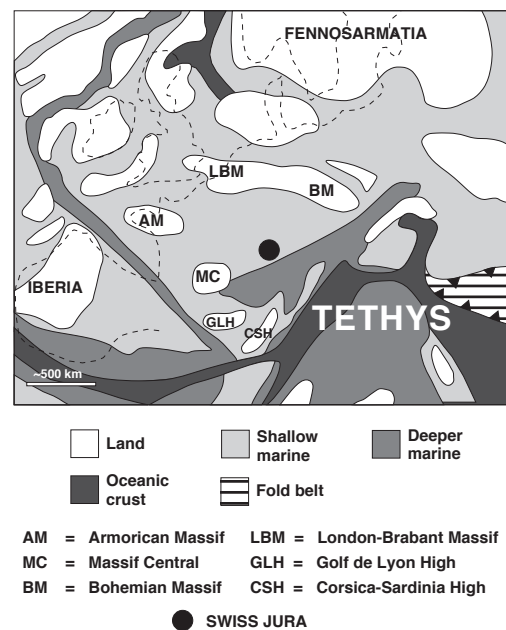 FENNOSARMATIA
LBM
BM
AM
MC
IBERIA
GLH
CSH
TETHYS
~500 km
Land
Shallow
marine
Deeper
marine
Oceanic
crust
Fold belt
AM = Armorican Massif LBM = London-Brabant Massif
MC = Massif Central GLH = Golf de Lyon High
BM = Bohemian Massif CSH = Corsica-Sardinia High
SWISS JURA